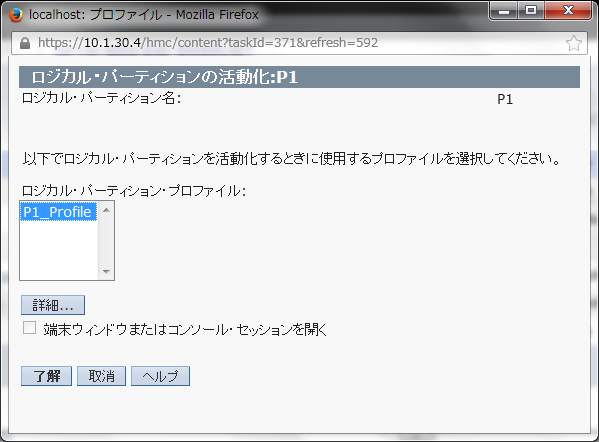 localhost: プロファイル - Mozilla Firefox
https://10.1.30.4/hmc/content?taskId=371&refresh=592
ロジカル・パーティションの活動化:P1
ロジカル・パーティション名: P1
以下でロジカル・パーティションを活動化するときに使用するプロファイルを選択してください。
ロジカル・パーティション・プロファイル:
P1_Profile
詳細...
端末ウィンドウまたはコンソール・セッションを開く
了解 取消 ヘルプ